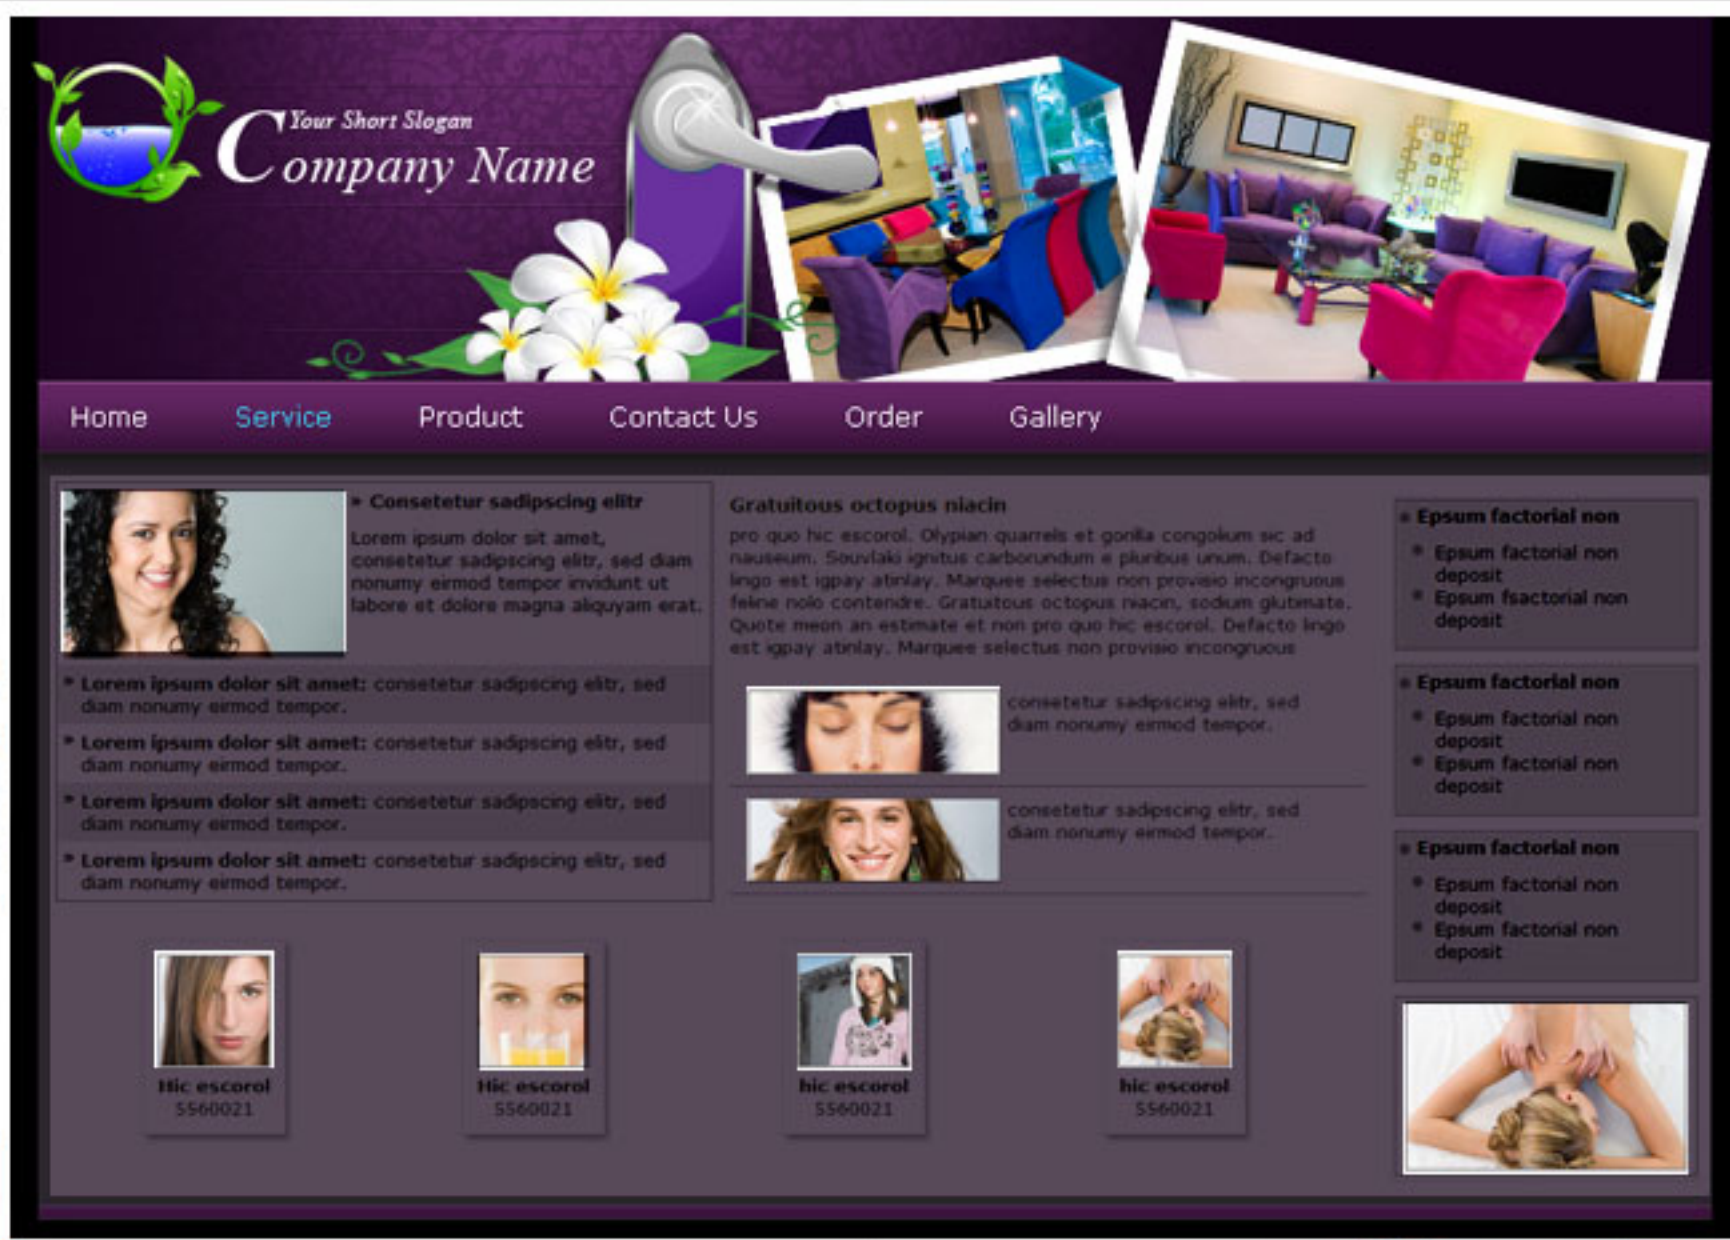 Your Short Slogan
Company Name
Home Service Product Contact Us Order Gallery
» Consetetur sadipscing elitr
Lorem ipsum dolor sit amet,
consetetur sadipscing elitr, sed diam
nonumy eirmod tempor invidunt ut
labore et dolore magna aliquyam erat.
» Lorem ipsum dolor sit amet: consetetur sadipscing elitr, sed
diam nonumy eirmod tempor.
» Lorem ipsum dolor sit amet: consetetur sadipscing elitr, sed
diam nonumy eirmod tempor.
» Lorem ipsum dolor sit amet: consetetur sadipscing elitr, sed
diam nonumy eirmod tempor.
» Lorem ipsum dolor sit amet: consetetur sadipscing elitr, sed
diam nonumy eirmod tempor.
Gratuitous octopus niacin
pro quo hic escorol. Olypian quarrels et gorilla congolium sic ad
nauseum. Souvlaki ignitus carborundum e pluribus unum. Defacto
lingo est igpay atinlay. Marquee selectus non provisio incongruous
feline nolo contendre. Gratuitous octopus niacin, sodium glutimate.
Quote meon an estimate et non pro quo hic escorol. Defacto lingo
est igpay atinlay. Marquee selectus non provisio incongruous
consetetur sadipscing elitr, sed
diam nonumy eirmod tempor.
consetetur sadipscing elitr, sed
diam nonumy eirmod tempor.
Epsum factorial non
Epsum factorial non
deposit
Epsum fsactorial non
deposit
Epsum factorial non
Epsum factorial non
deposit
Epsum factorial non
deposit
Epsum factorial non
Epsum factorial non
deposit
Epsum factorial non
deposit
Hic escorol
5560021
Hic escorol
5560021
hic escorol
5560021
hic escorol
5560021